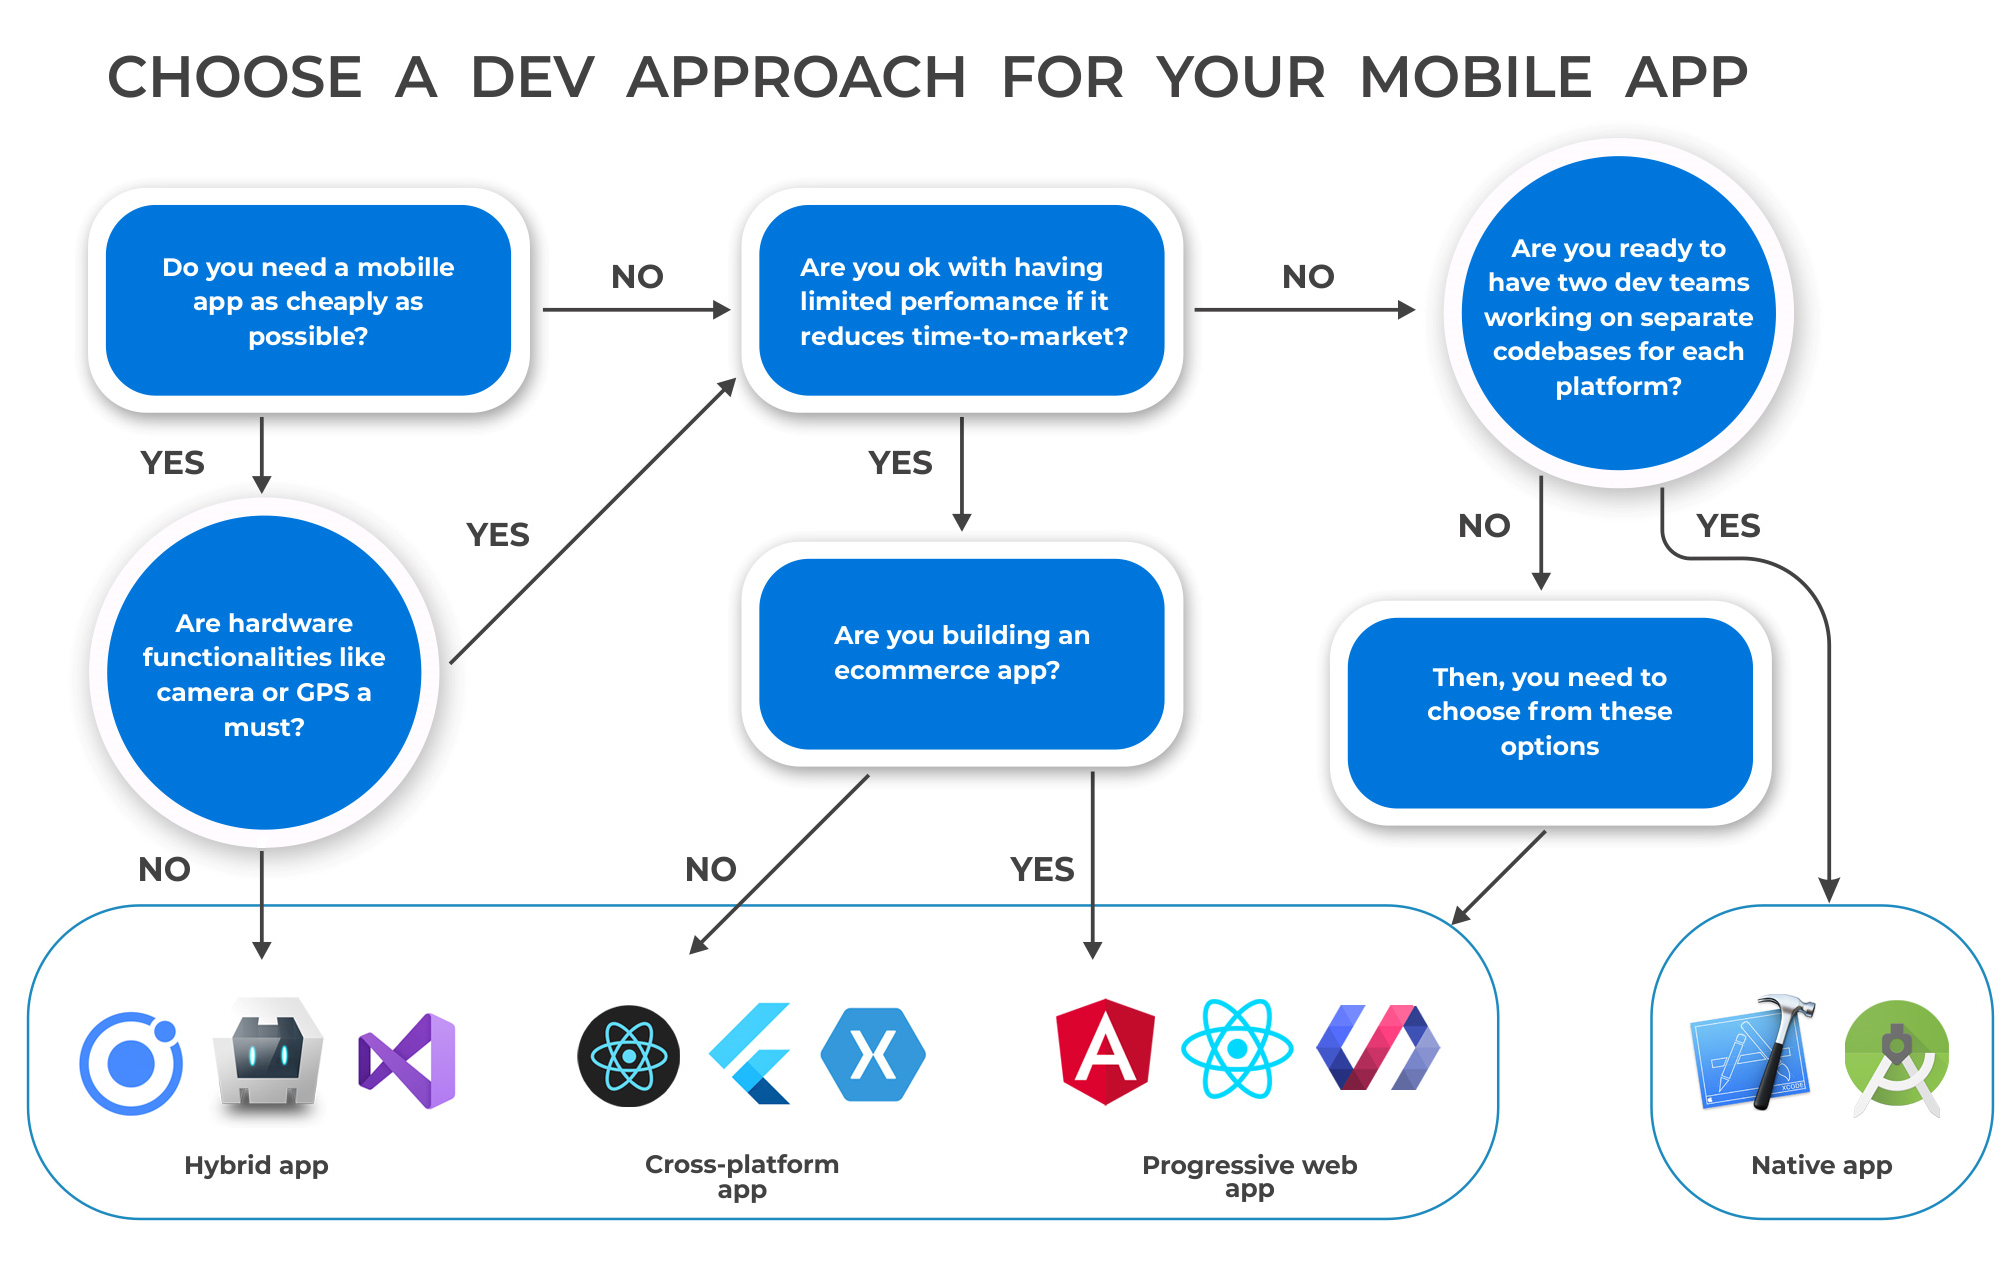 CHOOSE A DEV APPROACH FOR YOUR MOBILE APP
Do you need a mobille
app as cheaply as
possible?
NO
Are you ok with having
limited perfomance if it
reduces time-to-market?
NO
Are you ready to
have two dev teams
working on separate
codebases for each
platform?
YES
YES
YES
NO
YES
Are hardware
functionalities like
camera or GPS a
must?
Are you building an
ecommerce app?
Then, you need to
choose from these
options
NO
NO
YES
XCODE
Hybrid app
Cross-platform
app
Progressive web
app
Native app